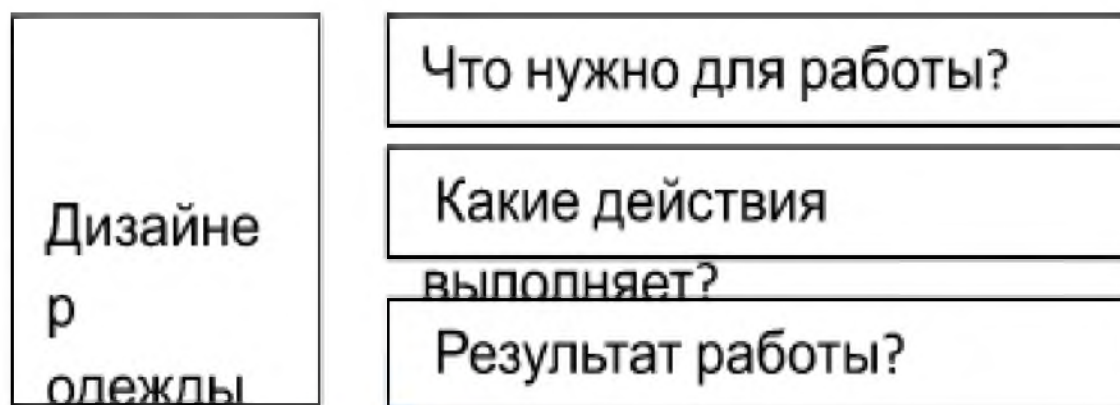 Дизайне
р
одежды
Что нужно для работы?
Какие действия
выполняет?
Результат работы?